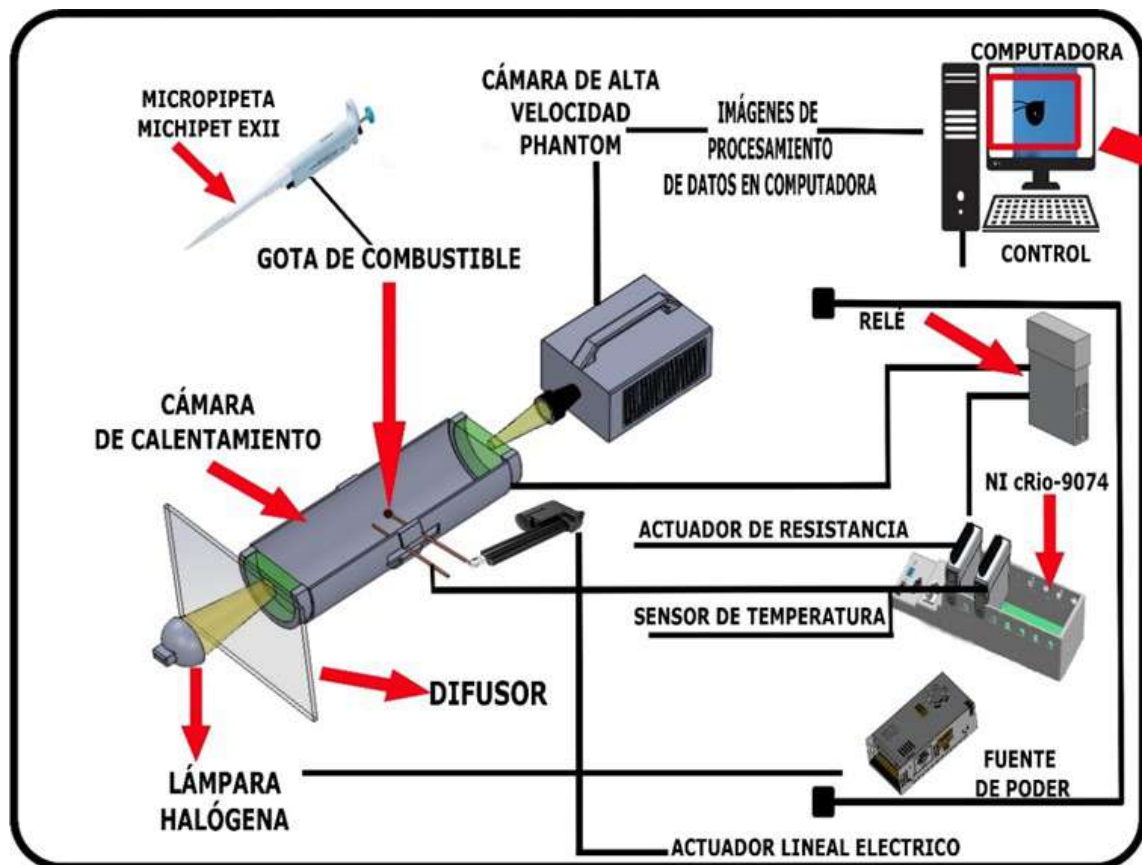 COMPUTADORA
CÁMARA DE ALTA
VELOCIDAD
PHANTOM
MICROPIPETA
MICHIPET EXII
IMÁGENES DE
PROCESAMIENTO
DE DATOS EN COMPUTADORA
GOTA DE COMBUSTIBLE
CONTROL
RELÉ
CÁMARA
DE CALENTAMIENTO
NI cRio-9074
ACTUADOR DE RESISTANCIA
SENSOR DE TEMPERATURA
DIFUSOR
LÁMPARA
HALÓGENA
FUENTE
DE PODER
ACTUADOR LINEAL ELECTRICO